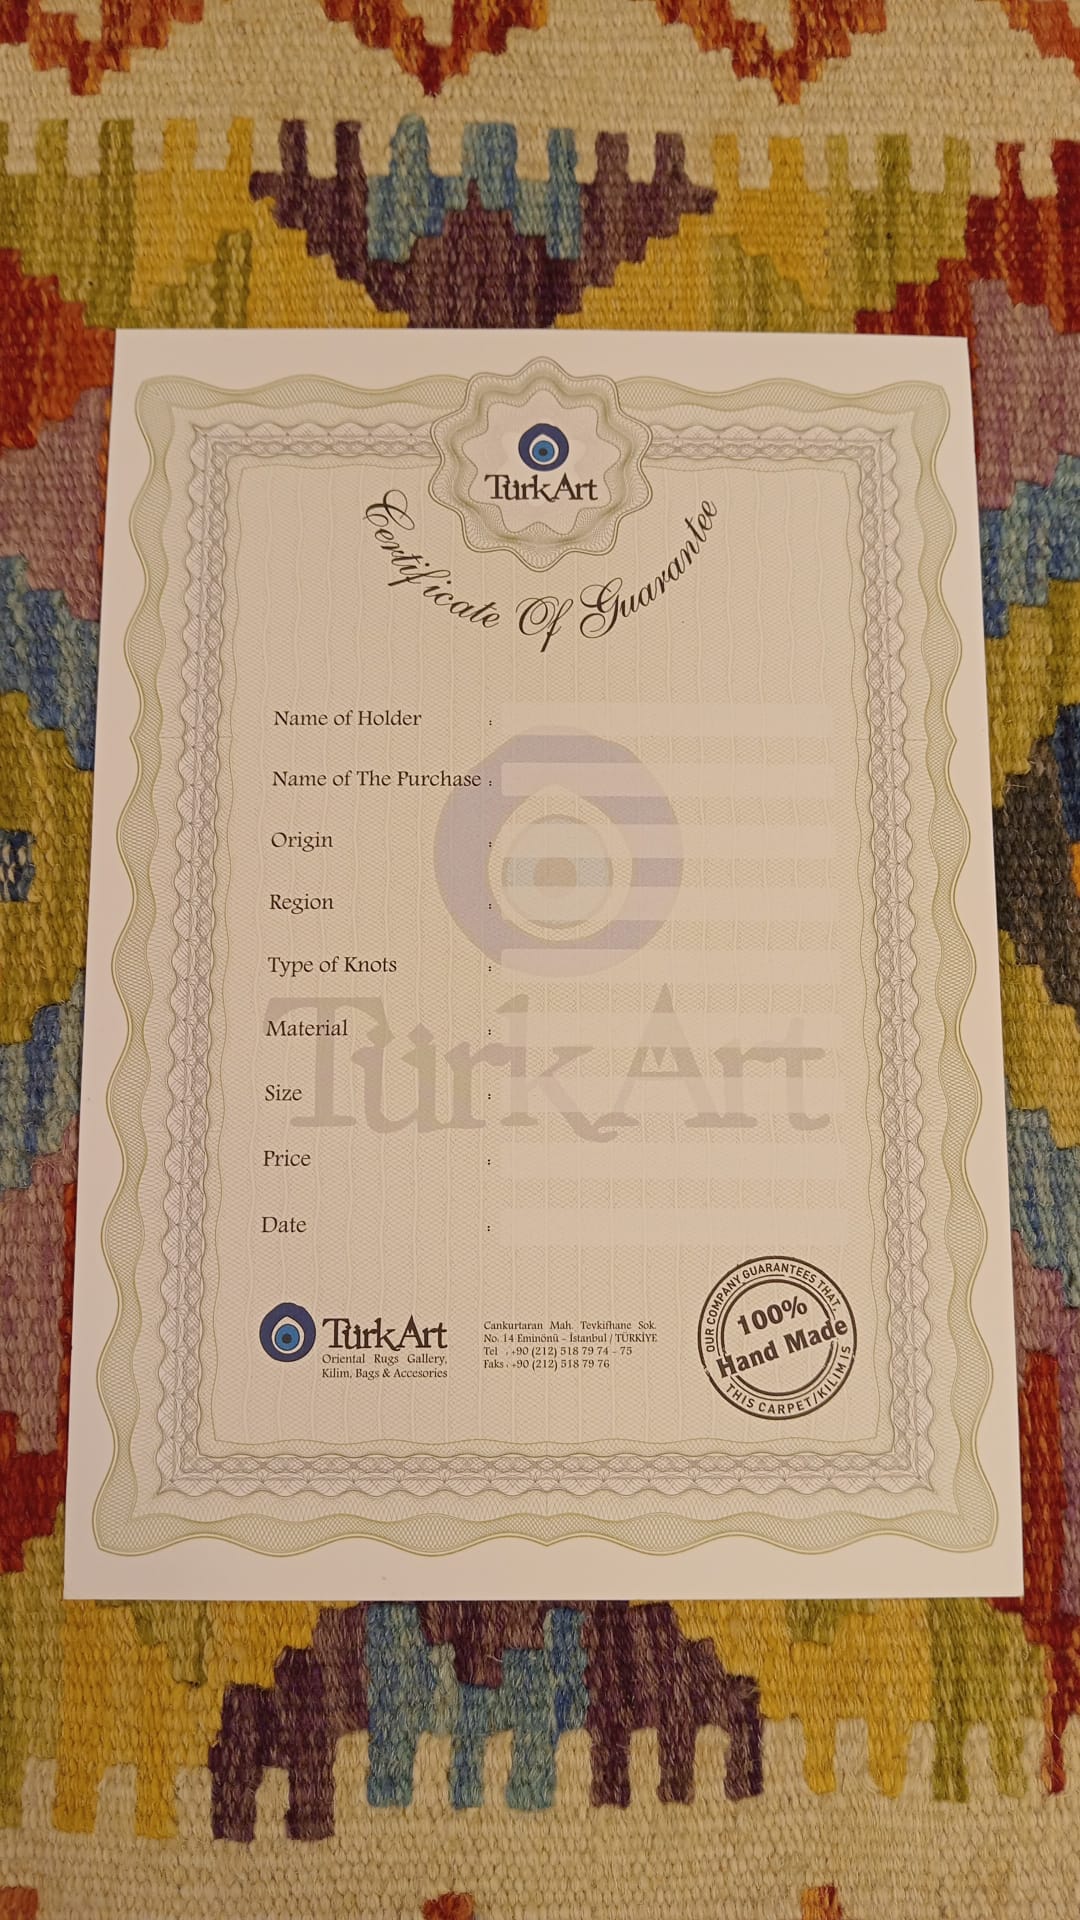 TürkArt
Certificate Of Guarantee
Name of Holder :
Name of The Purchase :
Origin :
Region :
Type of Knots :
Material :
TürkArt
Size :
Price :
Date :
TürkArt
Oriental Rugs Gallery,
Kilim, Bags & Accesories
Cankurtaran Mah. Tevkifhane Sok.
No. 14 Eminönü - İstanbul / TÜRKİYE
Tel : +90 (212) 518 79 74 - 75
Faks : +90 (212) 518 79 76
OUR COMPANY GUARANTEES THAT..
100%
Hand Made
THIS CARPET/KILIM IS